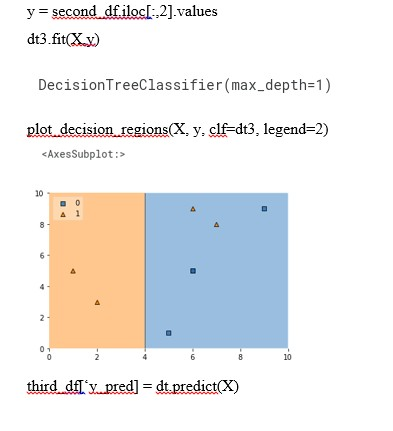 y = second_df.iloc[:,2].values
dt3.fit(X,y)
DecisionTreeClassifier(max_depth=1)
plot_decision_regions(X, y, clf=dt3, legend=2)
<AxesSubplot:>
10
8
6
4
2
0
0
1
0 2 4 6 8 10
third_df['y_pred] = dt.predict(X)